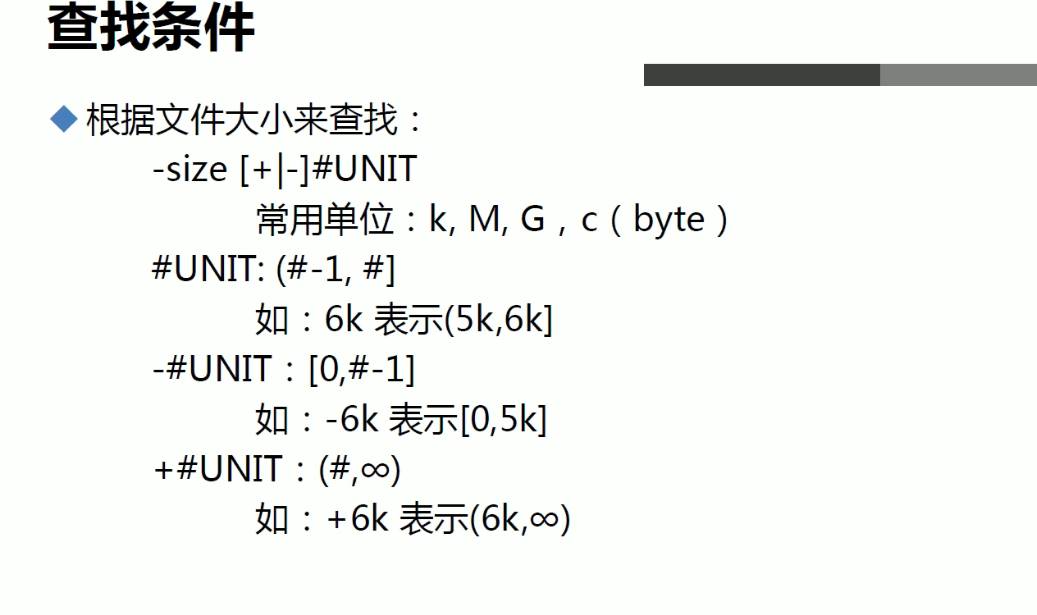 查找条件
根据文件大小来查找：
-size [+|-]#UNIT
常用单位：k, M, G，c（byte）
#UNIT: (#-1, #]
如：6k 表示(5k,6k]
-#UNIT：[0,#-1]
如：-6k 表示[0,5k]
+#UNIT：(#,∞)
如：+6k 表示(6k,∞)